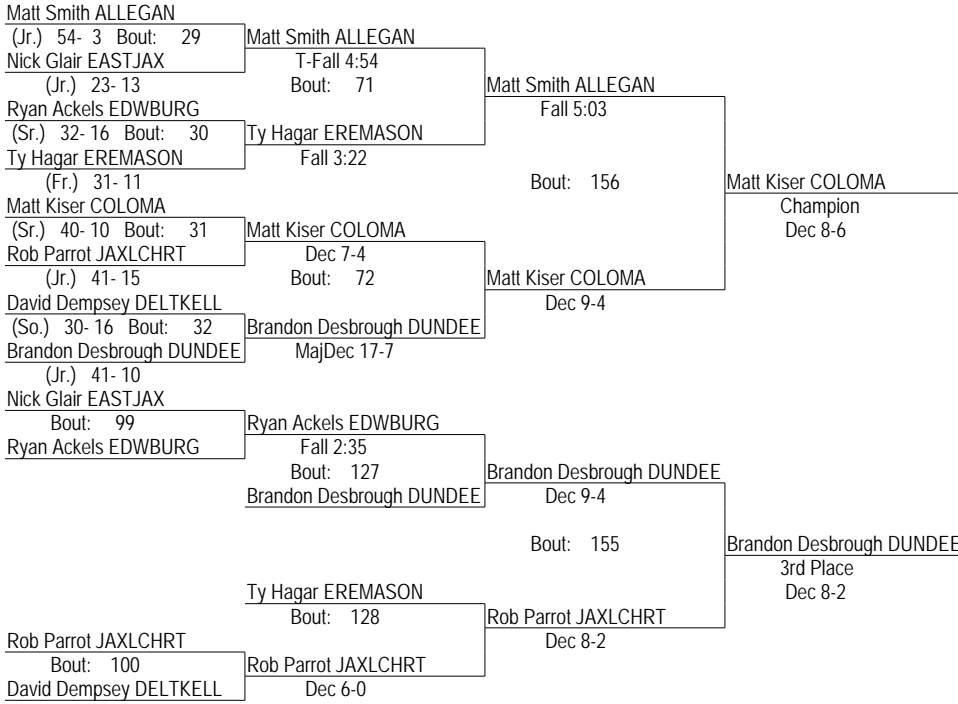 Matt Smith ALLEGAN
(Jr.) 54- 3 Bout: 29
Matt Smith ALLEGAN
Nick Glair EASTJAX
T-Fall 4:54
(Jr.) 23- 13
Bout: 71
Matt Smith ALLEGAN
Ryan Ackels EDWBURG
Fall 5:03
(Sr.) 32- 16 Bout: 30
Ty Hagar EREMASON
Ty Hagar EREMASON
Fall 3:22
(Fr.) 31- 11
Bout: 156
Matt Kiser COLOMA
Matt Kiser COLOMA
Champion
(Sr.) 40- 10 Bout: 31
Matt Kiser COLOMA
Dec 8-6
Rob Parrot JAXLCHRT
Dec 7-4
(Jr.) 41- 15
Bout: 72
Matt Kiser COLOMA
David Dempsey DELTKELL
Dec 9-4
(So.) 30- 16 Bout: 32
Brandon Desbrough DUNDEE
Brandon Desbrough DUNDEE
MajDec 17-7
(Jr.) 41- 10
Nick Glair EASTJAX
Bout: 99
Ryan Ackels EDWBURG
Ryan Ackels EDWBURG
Fall 2:35
Bout: 127
Brandon Desbrough DUNDEE
Brandon Desbrough DUNDEE
Dec 9-4
Bout: 155
Brandon Desbrough DUNDEE
3rd Place
Ty Hagar EREMASON
Dec 8-2
Bout: 128
Rob Parrot JAXLCHRT
Rob Parrot JAXLCHRT
Dec 8-2
Bout: 100
Rob Parrot JAXLCHRT
David Dempsey DELTKELL
Dec 6-0